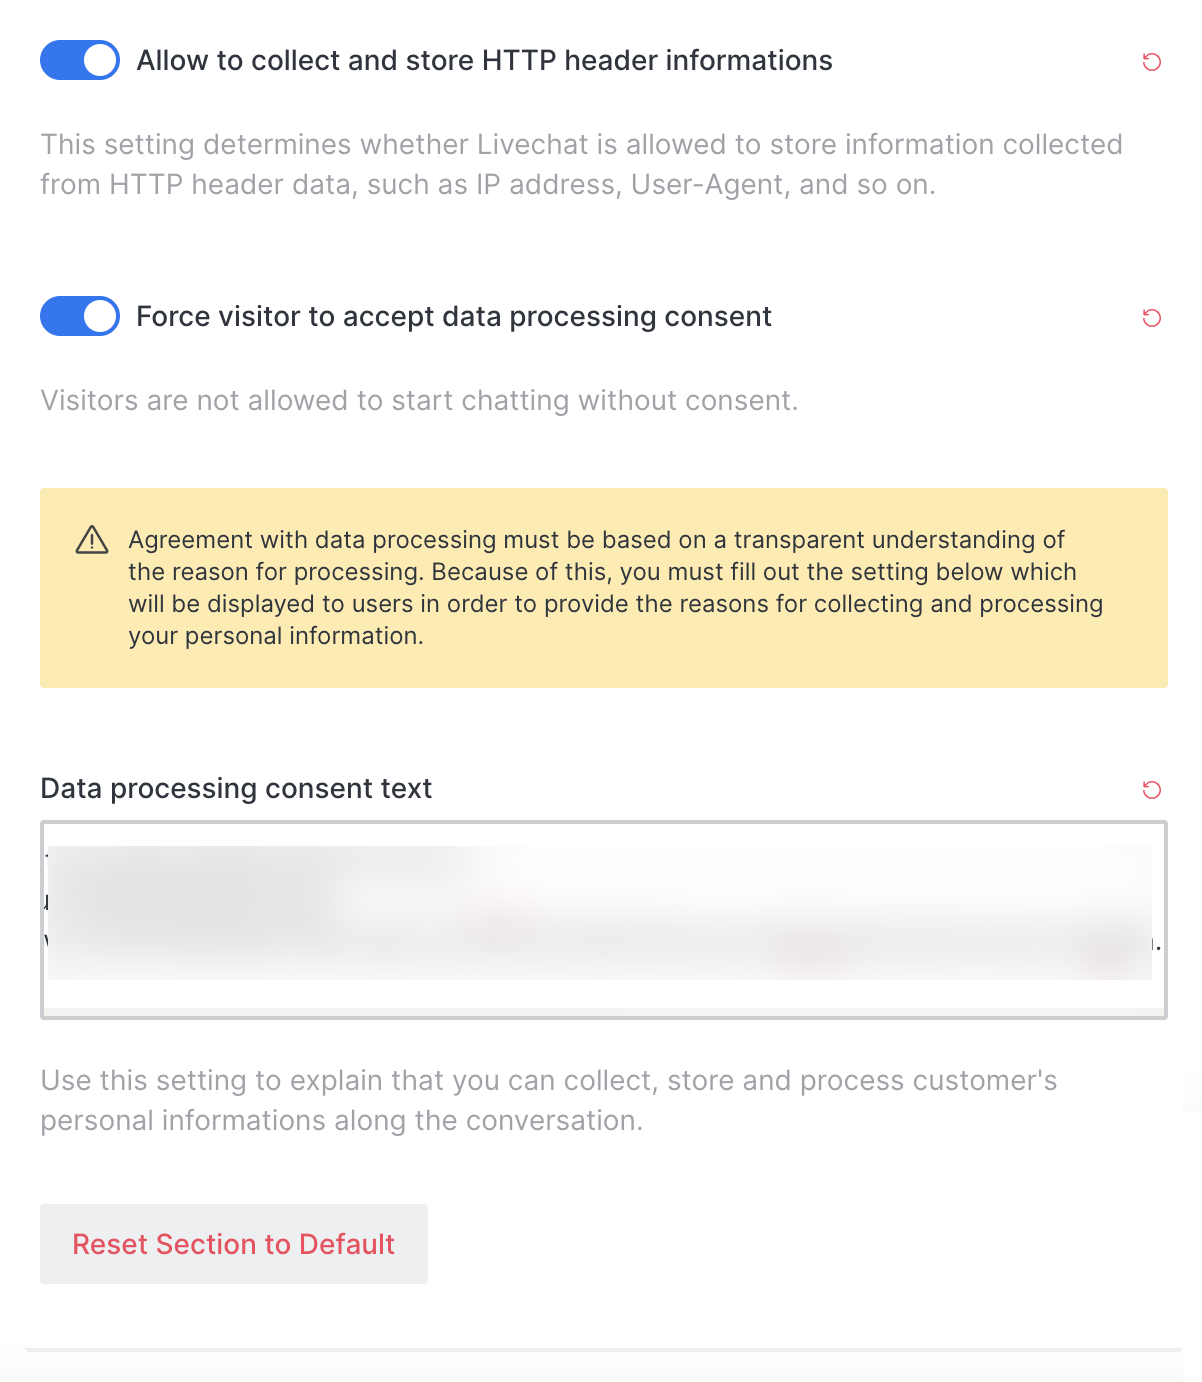 Allow to collect and store HTTP header informations
This setting determines whether Livechat is allowed to store information collected
from HTTP header data, such as IP address, User-Agent, and so on.
Force visitor to accept data processing consent
Visitors are not allowed to start chatting without consent.
Agreement with data processing must be based on a transparent understanding of
the reason for processing. Because of this, you must fill out the setting below which
will be displayed to users in order to provide the reasons for collecting and processing
your personal information.
Data processing consent text
Use this setting to explain that you can collect, store and process customer's
personal informations along the conversation.
Reset Section to Default